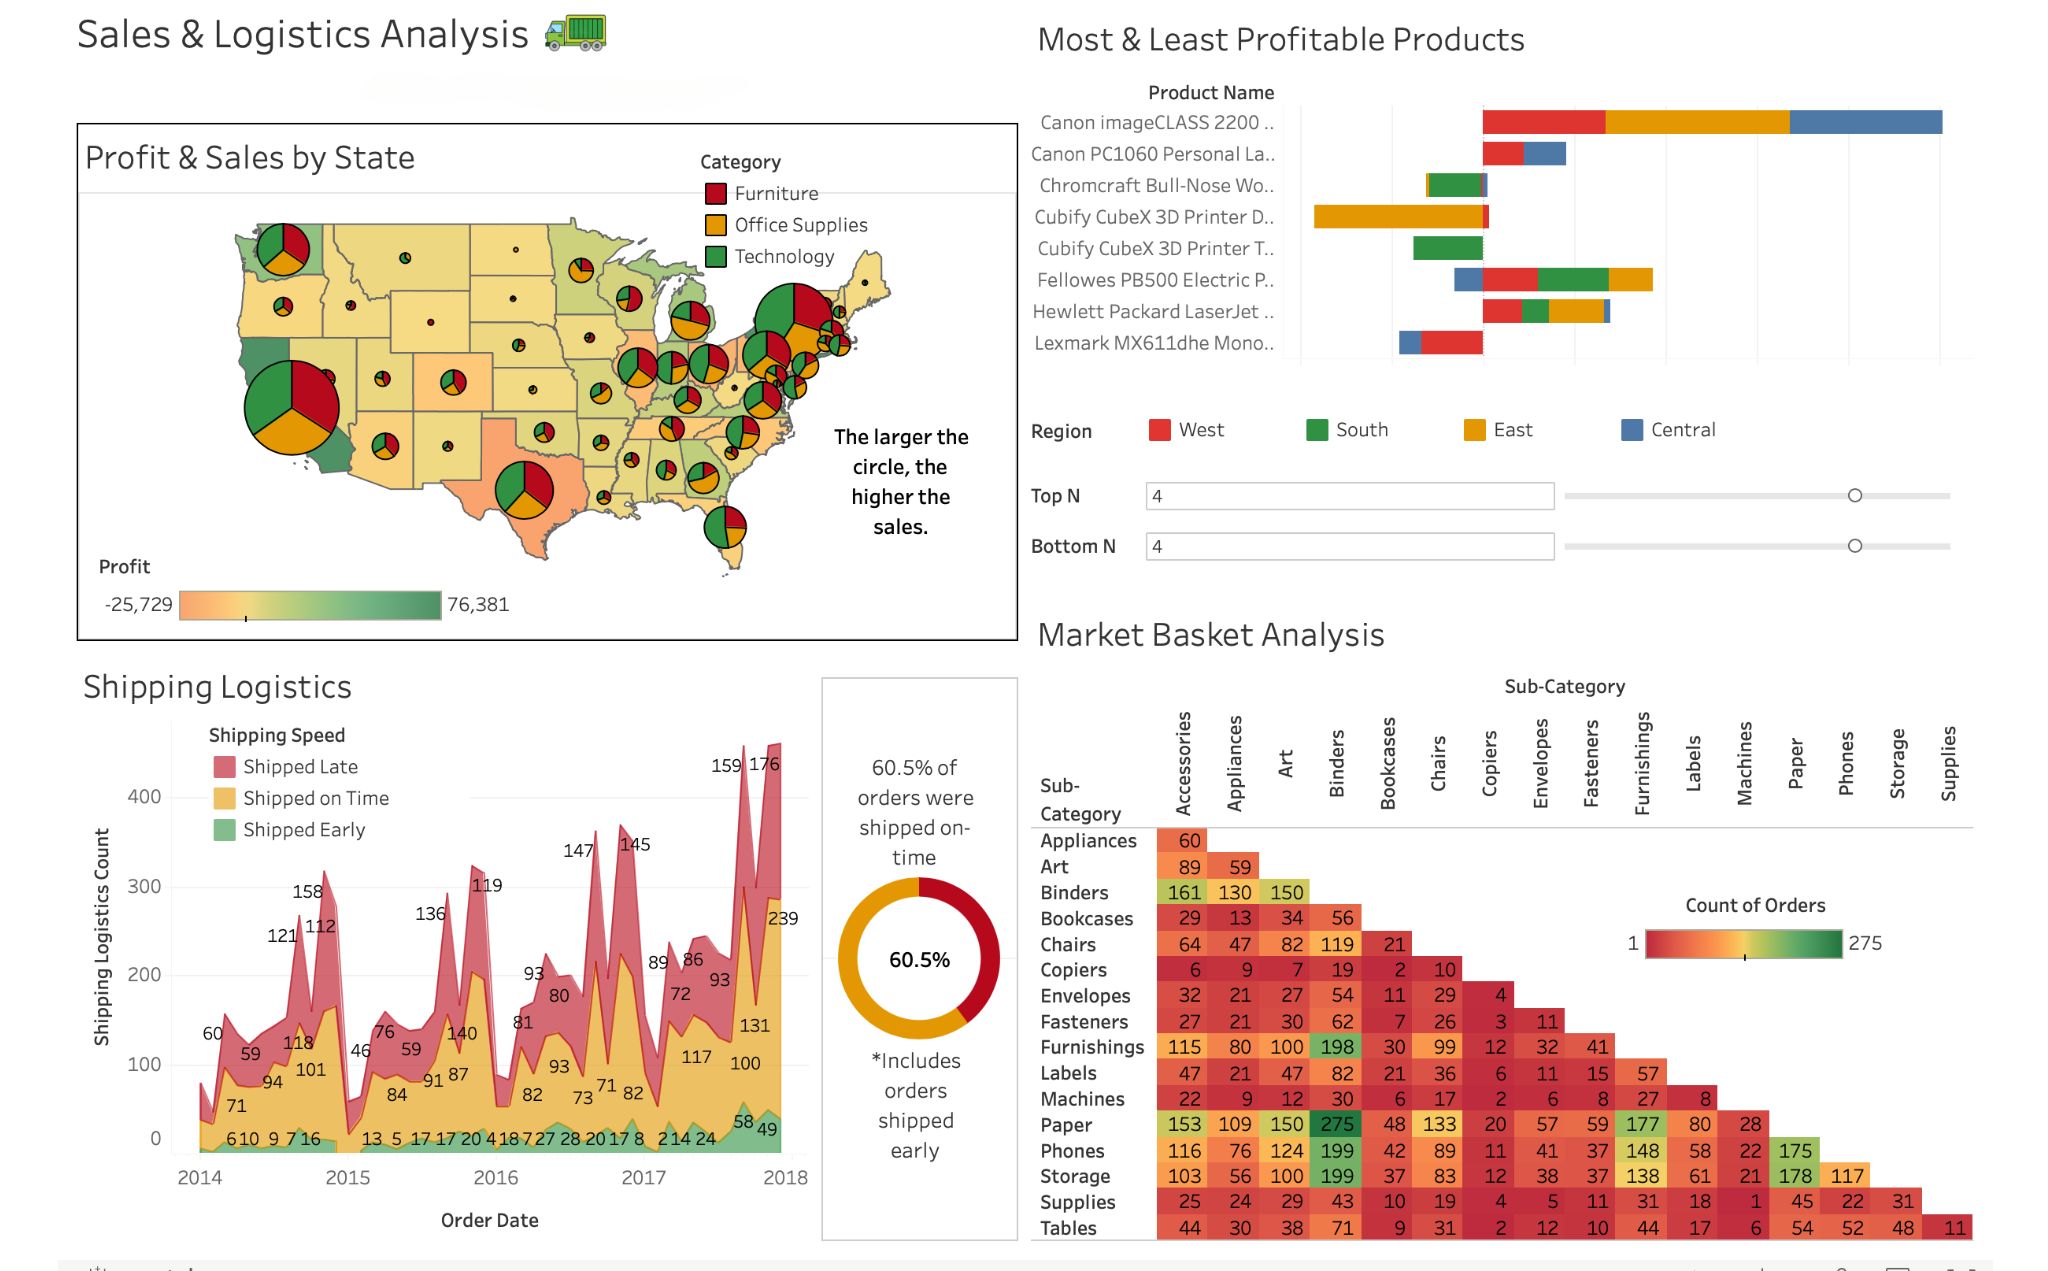 Sales & Logistics Analysis
Profit & Sales by State
Category
Furniture
Office Supplies
Technology
The larger the
circle, the
higher the
sales.
Profit
-25,729 76,381
Most & Least Profitable Products
Product Name
Canon imageCLASS 2200 ..
Canon PC1060 Personal La..
Chromcraft Bull-Nose Wo..
Cubify CubeX 3D Printer D..
Cubify CubeX 3D Printer T..
Fellowes PB500 Electric P..
Hewlett Packard LaserJet ..
Lexmark MX611dhe Mono..
Region West South East Central
Top N 4
Bottom N 4
Shipping Logistics
Shipping Speed
Shipped Late
Shipped on Time
Shipped Early
Shipping Logistics Count
400
300
200
100
0
159 176
147 145
158 119
136 112
121 239
93 89 86
93
80 72
60 81 131
118 140
76
59 46 59 117
101 93 100
94 91 87
84 82 73 71 82
71
58
49
6 10 9 7 16 13 5 17 17 20 4 18 7 27 28 20 17 8 2 14 24
2014 2015 2016 2017 2018
Order Date
60.5% of
orders were
shipped on-
time
60.5%
*Includes
orders
shipped
early
Market Basket Analysis
Sub-Category
Sub-
Category
Accessories Appliances Art Binders Bookcases Chairs Copiers Envelopes Fasteners Furnishings Labels Machines Paper Phones Storage Supplies
Appliances 60
Art 89 59
Binders 161 130 150
Bookcases 29 13 34 56
Chairs 64 47 82 119 21
Copiers 6 9 7 19 2 10
Envelopes 32 21 27 54 11 29 4
Fasteners 27 21 30 62 7 26 3 11
Furnishings 115 80 100 198 30 99 12 32 41
Labels 47 21 47 82 21 36 6 11 15 57
Machines 22 9 12 30 6 17 2 6 8 27 8
Paper 153 109 150 275 48 133 20 57 59 177 80 28
Phones 116 76 124 199 42 89 11 41 37 148 58 22 175
Storage 103 56 100 199 37 83 12 38 37 138 61 21 178 117
Supplies 25 24 29 43 10 19 4 5 11 31 18 1 45 22 31
Tables 44 30 38 71 9 31 2 12 10 44 17 6 54 52 48 11
Count of Orders
1 275